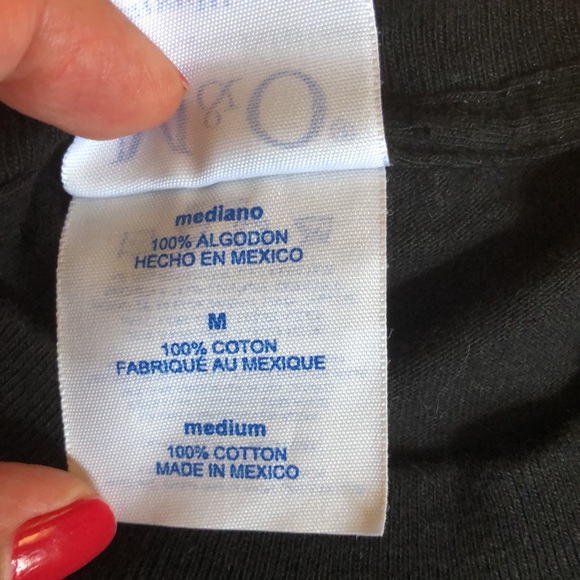 M&O®
mediano
100% ALGODON
HECHO EN MEXICO
M
100% COTON
FABRIQUÉ AU MEXIQUE
medium
100% COTTON
MADE IN MEXICO